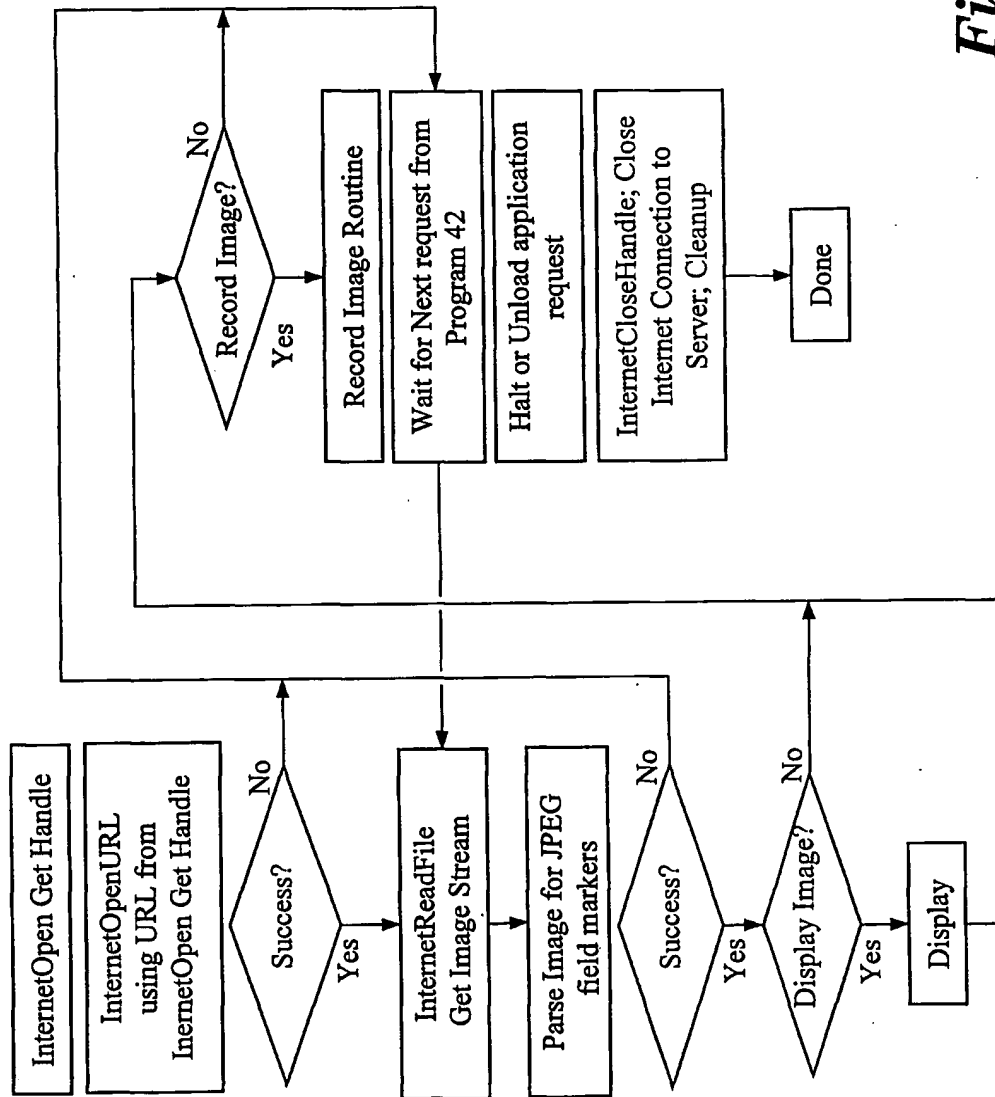 InternetOpen Get Handle
InternetOpenURL
using URL from
InernetOpen Get Handle
Success?
No
Yes
InternetReadFile
Get Image Stream
Parse Image for JPEG
field markers
Success?
No
Yes
Display Image?
No
Yes
Display
Record Image?
No
Yes
Record Image Routine
Wait for Next request from
Program 42
Halt or Unload application
request
InternetCloseHandle; Close
Internet Connection to
Server; Cleanup
Done